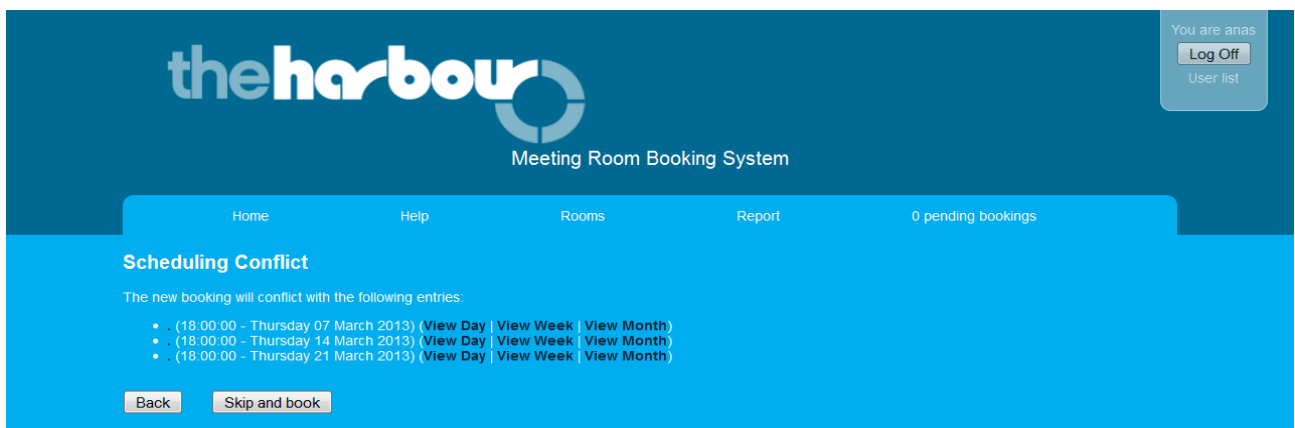 You are anas
Log Off
User list
theharbour
Meeting Room Booking System
Home Help Rooms Report 0 pending bookings
Scheduling Conflict
The new booking will conflict with the following entries:
• . (18:00:00 - Thursday 07 March 2013) (View Day | View Week | View Month)
• . (18:00:00 - Thursday 14 March 2013) (View Day | View Week | View Month)
• . (18:00:00 - Thursday 21 March 2013) (View Day | View Week | View Month)
Back Skip and book